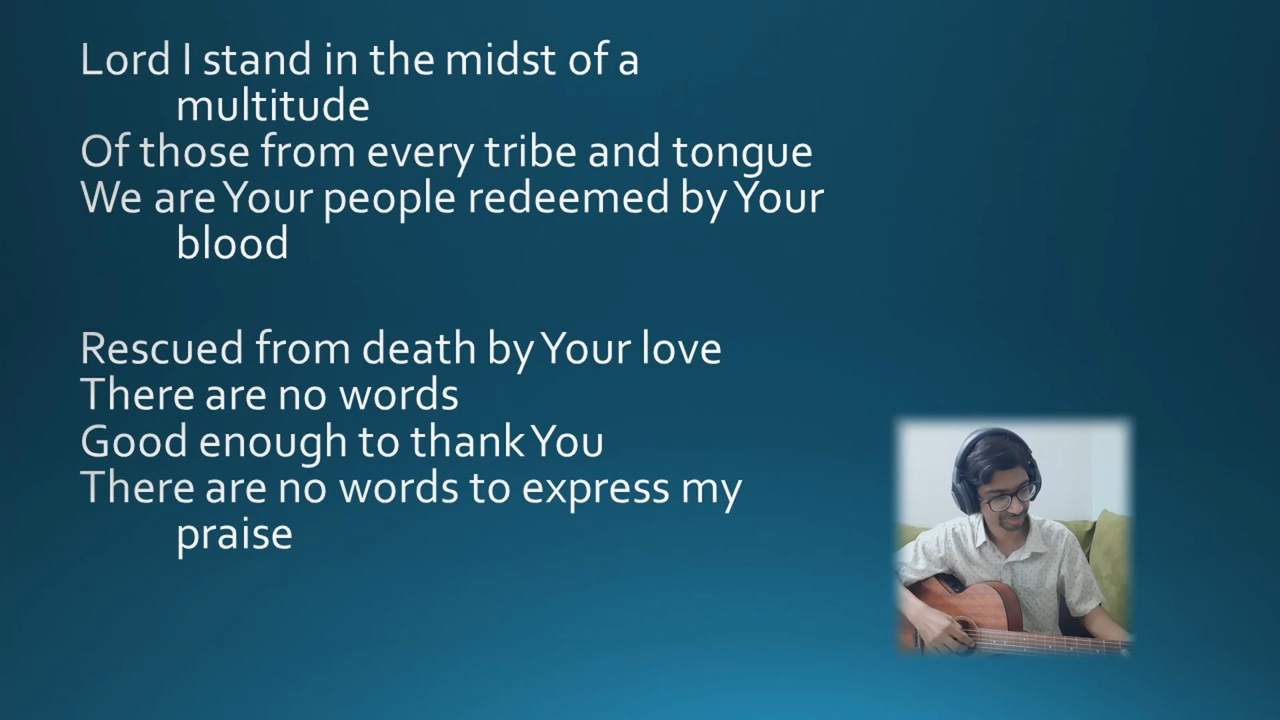 Lord I stand in the midst of a
multitude
Of those from every tribe and tongue
We are Your people redeemed by Your
blood
Rescued from death by Your love
There are no words
Good enough to thank You
There are no words to express my
praise